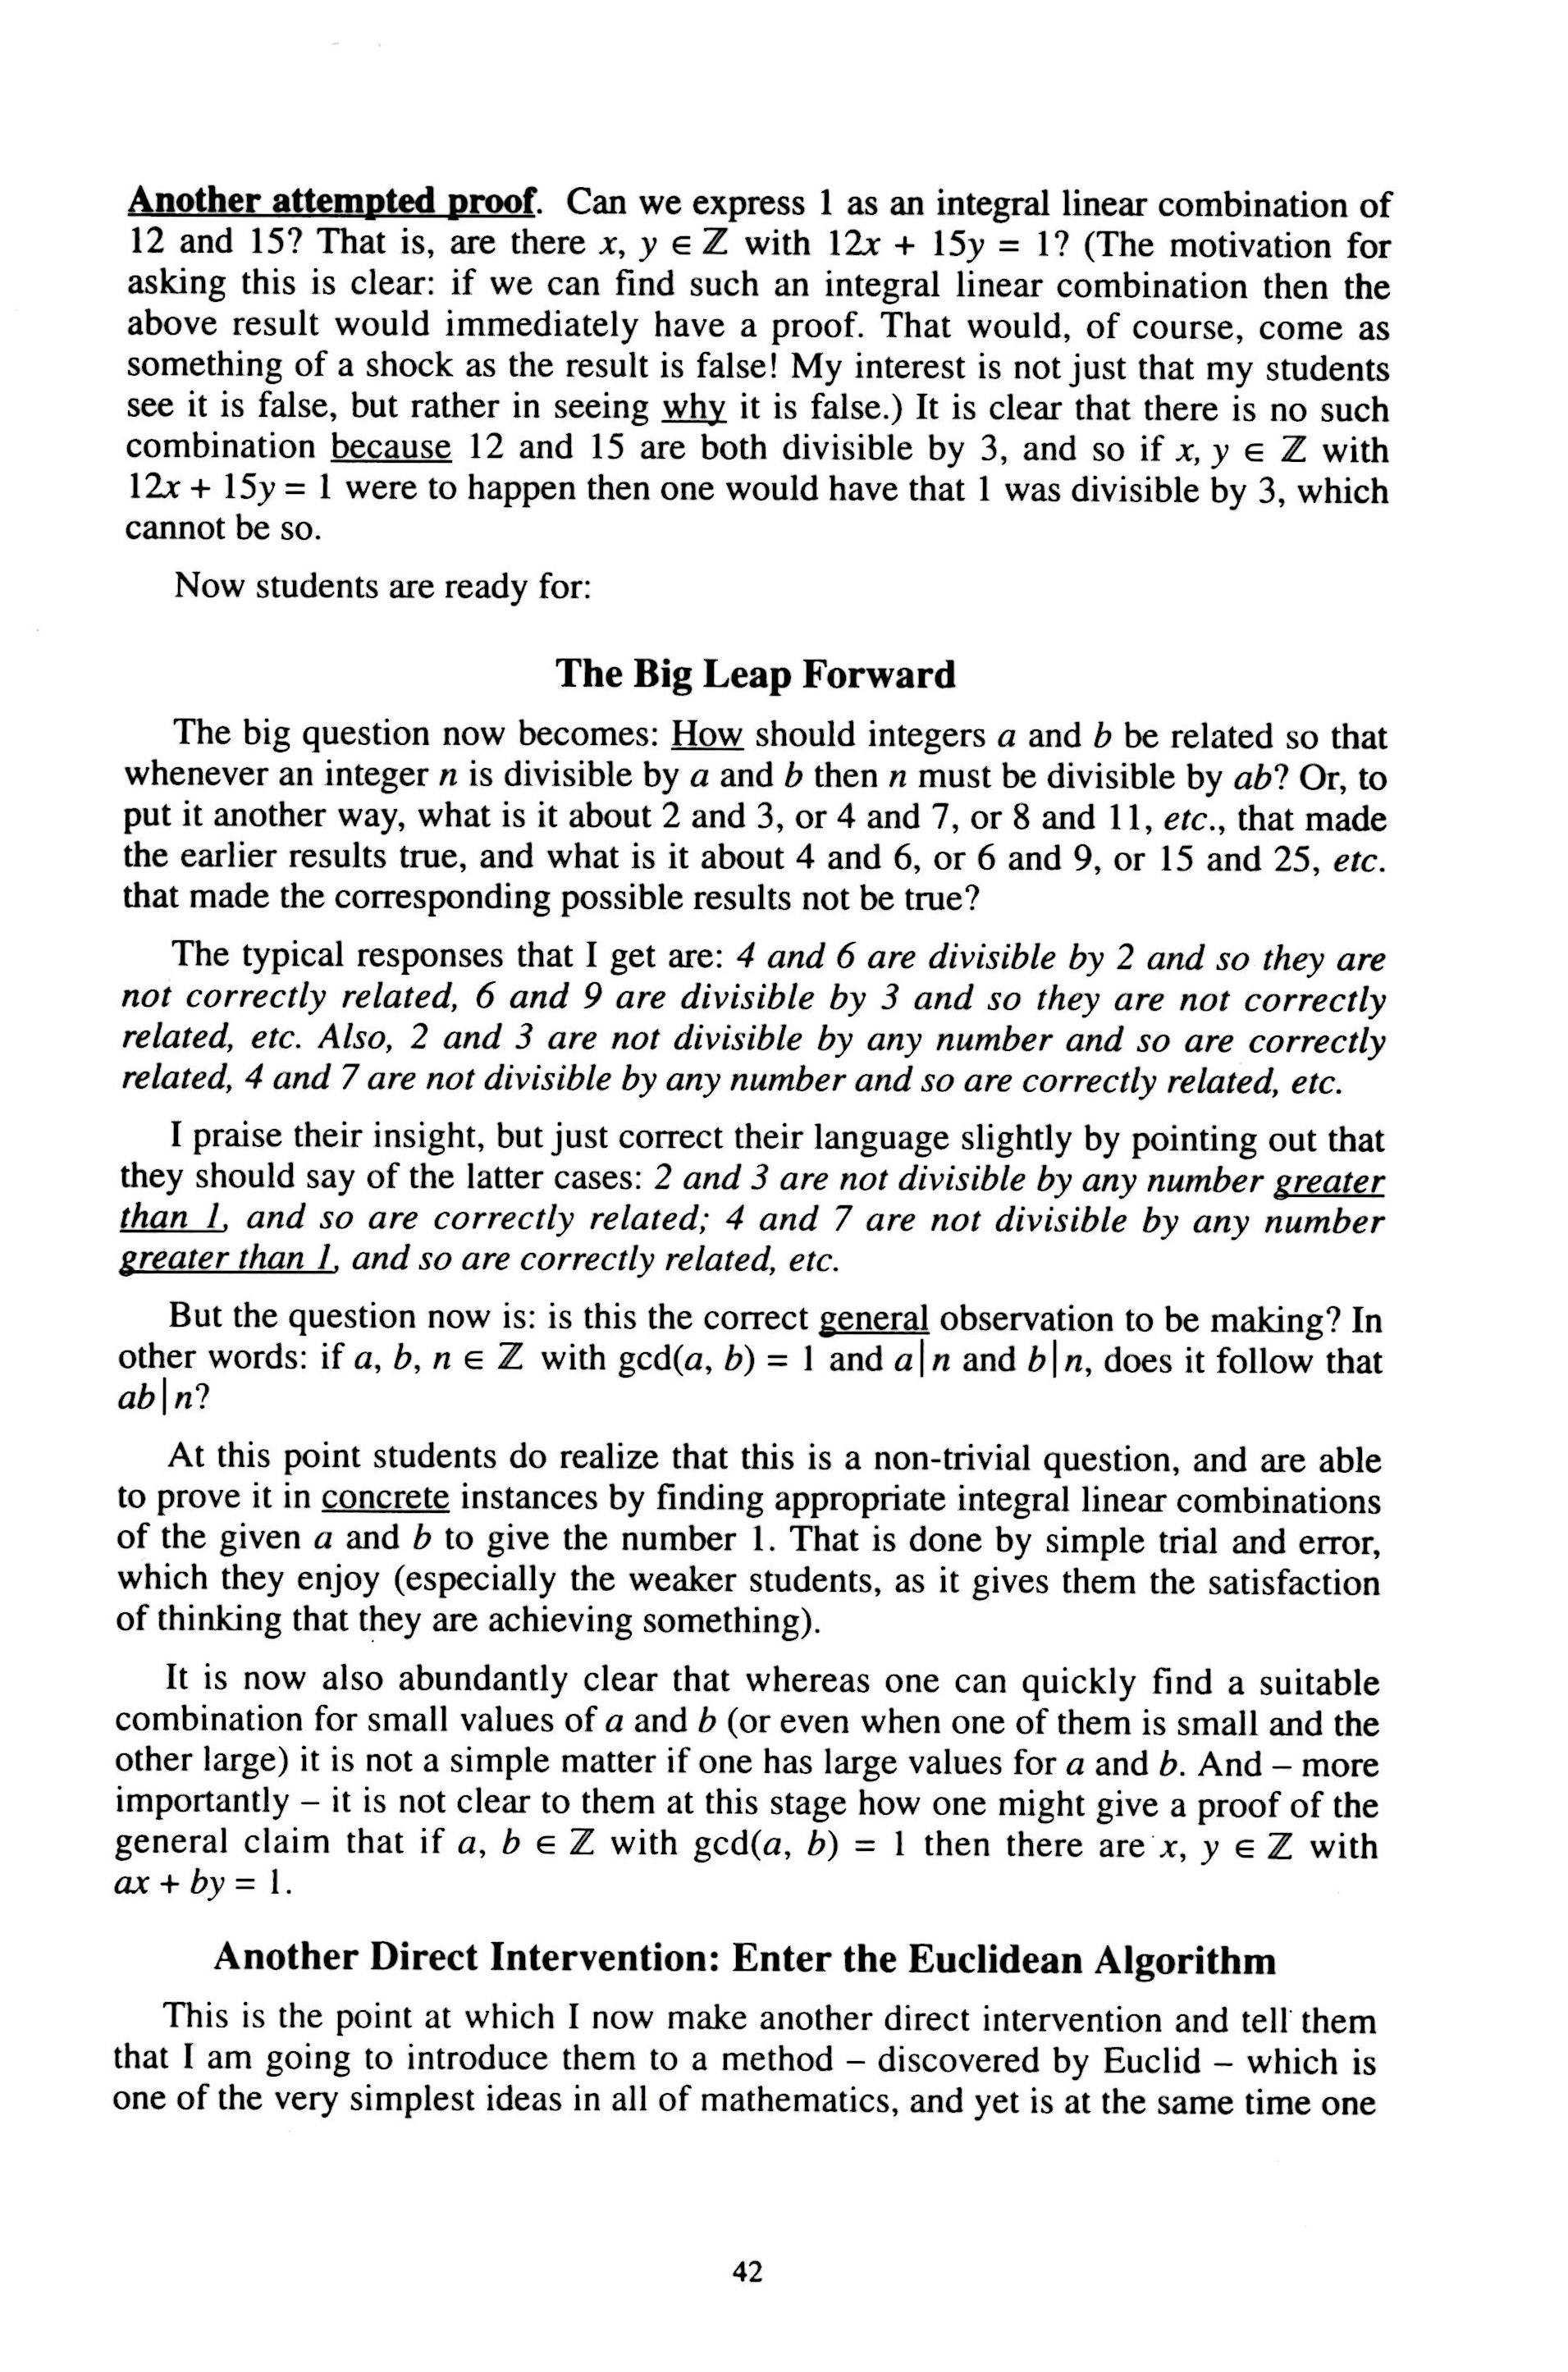 Another attempted proof. Can we express 1 as an integral linear combination of
12 and 15? That is, are there x, y ∈ ℤ with 12x + 15y = 1? (The motivation for
asking this is clear: if we can find such an integral linear combination then the
above result would immediately have a proof. That would, of course, come as
something of a shock as the result is false! My interest is not just that my students
see it is false, but rather in seeing why it is false.) It is clear that there is no such
combination because 12 and 15 are both divisible by 3, and so if x, y ∈ ℤ with
12x + 15y = 1 were to happen then one would have that 1 was divisible by 3, which
cannot be so.
Now students are ready for:
The Big Leap Forward
The big question now becomes: How should integers a and b be related so that
whenever an integer n is divisible by a and b then n must be divisible by ab? Or, to
put it another way, what is it about 2 and 3, or 4 and 7, or 8 and 11, etc., that made
the earlier results true, and what is it about 4 and 6, or 6 and 9, or 15 and 25, etc.
that made the corresponding possible results not be true?
The typical responses that I get are: 4 and 6 are divisible by 2 and so they are
not correctly related, 6 and 9 are divisible by 3 and so they are not correctly
related, etc. Also, 2 and 3 are not divisible by any number and so are correctly
related, 4 and 7 are not divisible by any number and so are correctly related, etc.
I praise their insight, but just correct their language slightly by pointing out that
they should say of the latter cases: 2 and 3 are not divisible by any number greater
than 1, and so are correctly related; 4 and 7 are not divisible by any number
greater than 1, and so are correctly related, etc.
But the question now is: is this the correct general observation to be making? In
other words: if a, b, n ∈ ℤ with gcd(a, b) = 1 and a|n and b|n, does it follow that
ab|n?
At this point students do realize that this is a non-trivial question, and are able
to prove it in concrete instances by finding appropriate integral linear combinations
of the given a and b to give the number 1. That is done by simple trial and error,
which they enjoy (especially the weaker students, as it gives them the satisfaction
of thinking that they are achieving something).
It is now also abundantly clear that whereas one can quickly find a suitable
combination for small values of a and b (or even when one of them is small and the
other large) it is not a simple matter if one has large values for a and b. And – more
importantly – it is not clear to them at this stage how one might give a proof of the
general claim that if a, b ∈ ℤ with gcd(a, b) = 1 then there are x, y ∈ ℤ with
ax + by = 1.
Another Direct Intervention: Enter the Euclidean Algorithm
This is the point at which I now make another direct intervention and tell them
that I am going to introduce them to a method – discovered by Euclid – which is
one of the very simplest ideas in all of mathematics, and yet is at the same time one
42